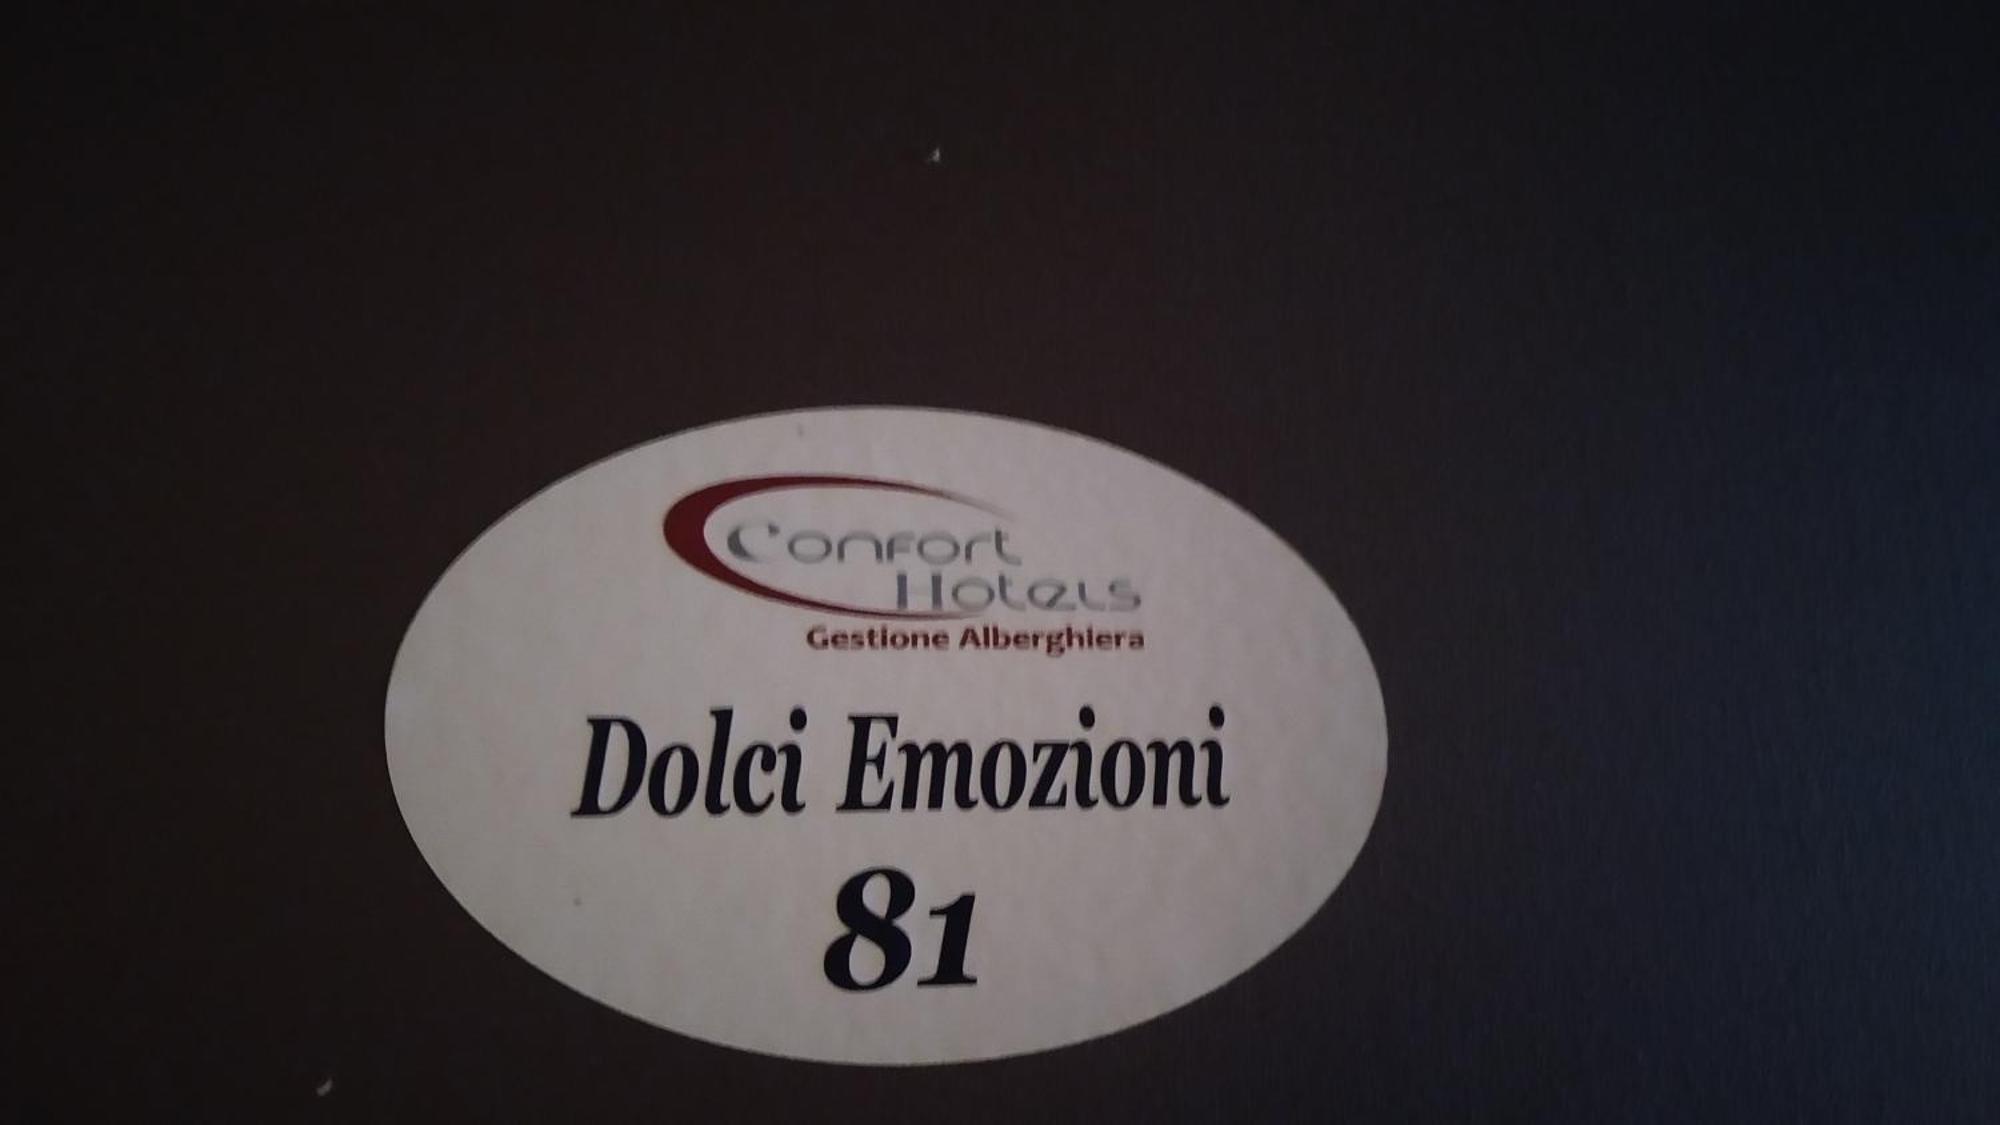 Confort
Hotels
Gestione Alberghiera
Dolci Emozioni
81